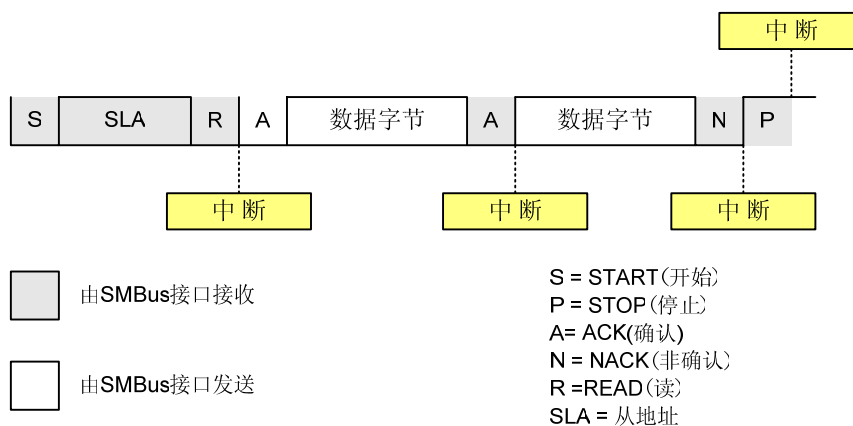 中 断
S SLA R A 数据字节 A 数据字节 N P
中 断 中 断 中 断
由SMBus接口接收
由SMBus接口发送
S = START(开始)
P = STOP(停止)
A= ACK(确认)
N = NACK(非确认)
R =READ(读)
SLA = 从地址